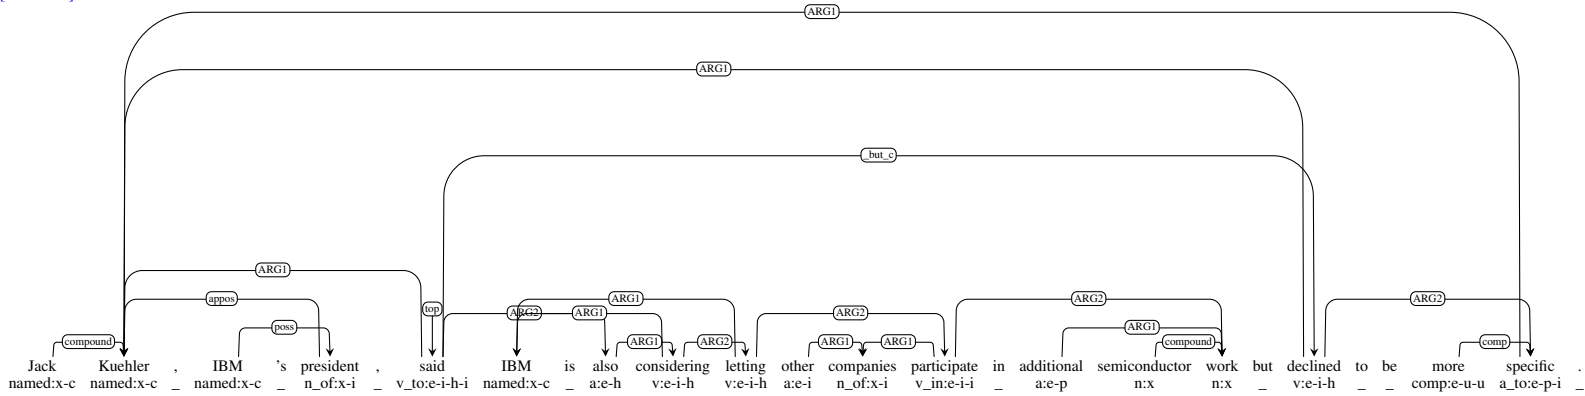 ARG1
ARG1
_but_c
ARG1
appos ARG1 ARG2
top ARG2 ARG1 ARG2 ARG2
poss ARG1
compound ARG1 ARG2 ARG1 ARG1 compound comp
Jack Kuehler , IBM 's president , said IBM is also considering letting other companies participate in additional semiconductor work but declined to be more specific .
named:x-c named:x-c _ named:x-c _ n_of:x-i _ v_to:e-i-h-i named:x-c _ a:e-h v:e-i-h v:e-i-h a:e-i n_of:x-i v_in:e-i-i _ a:e-p n:x n:x _ v:e-i-h _ _ comp:e-u-u a_to:e-p-i _